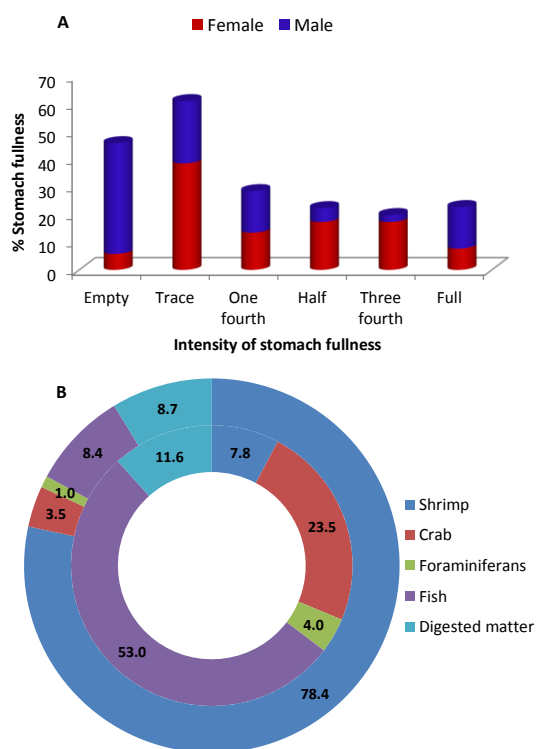 A
Female Male
% Stomach fullness
70
60
50
40
30
20
10
0
Empty Trace One fourth Half Three fourth Full
Intensity of stomach fullness
B
8.7
8.4
11.6
7.8
1.0
3.5
23.5
4.0
53.0
78.4
Shrimp
Crab
Foraminiferans
Fish
Digested matter